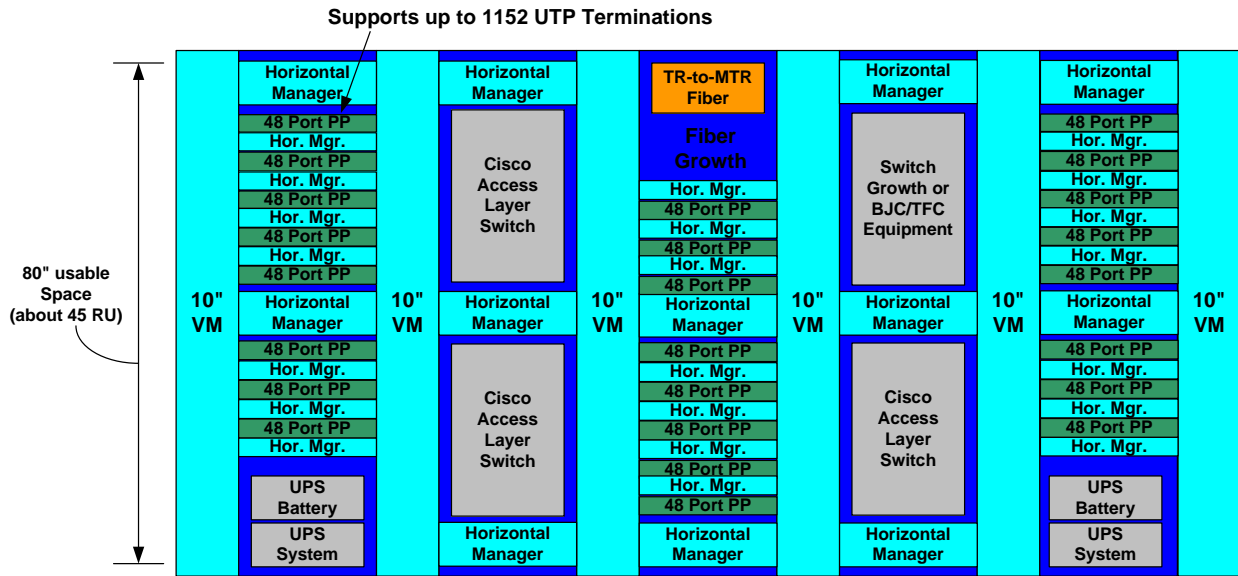 Supports up to 1152 UTP Terminations
80" usable
Space
(about 45 RU)
10"
VM
Horizontal
Manager
48 Port PP
Hor. Mgr.
48 Port PP
Hor. Mgr.
48 Port PP
Hor. Mgr.
48 Port PP
Hor. Mgr.
48 Port PP
Horizontal
Manager
48 Port PP
Hor. Mgr.
48 Port PP
Hor. Mgr.
48 Port PP
Hor. Mgr.
UPS
Battery
UPS
System
10"
VM
Horizontal
Manager
Cisco
Access
Layer
Switch
Horizontal
Manager
Cisco
Access
Layer
Switch
Horizontal
Manager
10"
VM
TR-to-MTR
Fiber
Fiber
Growth
Hor. Mgr.
48 Port PP
Hor. Mgr.
48 Port PP
Hor. Mgr.
48 Port PP
Horizontal
Manager
48 Port PP
Hor. Mgr.
48 Port PP
Hor. Mgr.
48 Port PP
Hor. Mgr.
48 Port PP
Hor. Mgr.
48 Port PP
Horizontal
Manager
10"
VM
Horizontal
Manager
Switch
Growth or
BJC/TFC
Equipment
Horizontal
Manager
Cisco
Access
Layer
Switch
Horizontal
Manager
10"
VM
Horizontal
Manager
48 Port PP
Hor. Mgr.
48 Port PP
Hor. Mgr.
48 Port PP
Hor. Mgr.
48 Port PP
Hor. Mgr.
48 Port PP
Horizontal
Manager
48 Port PP
Hor. Mgr.
48 Port PP
Hor. Mgr.
48 Port PP
Hor. Mgr.
UPS
Battery
UPS
System
10"
VM